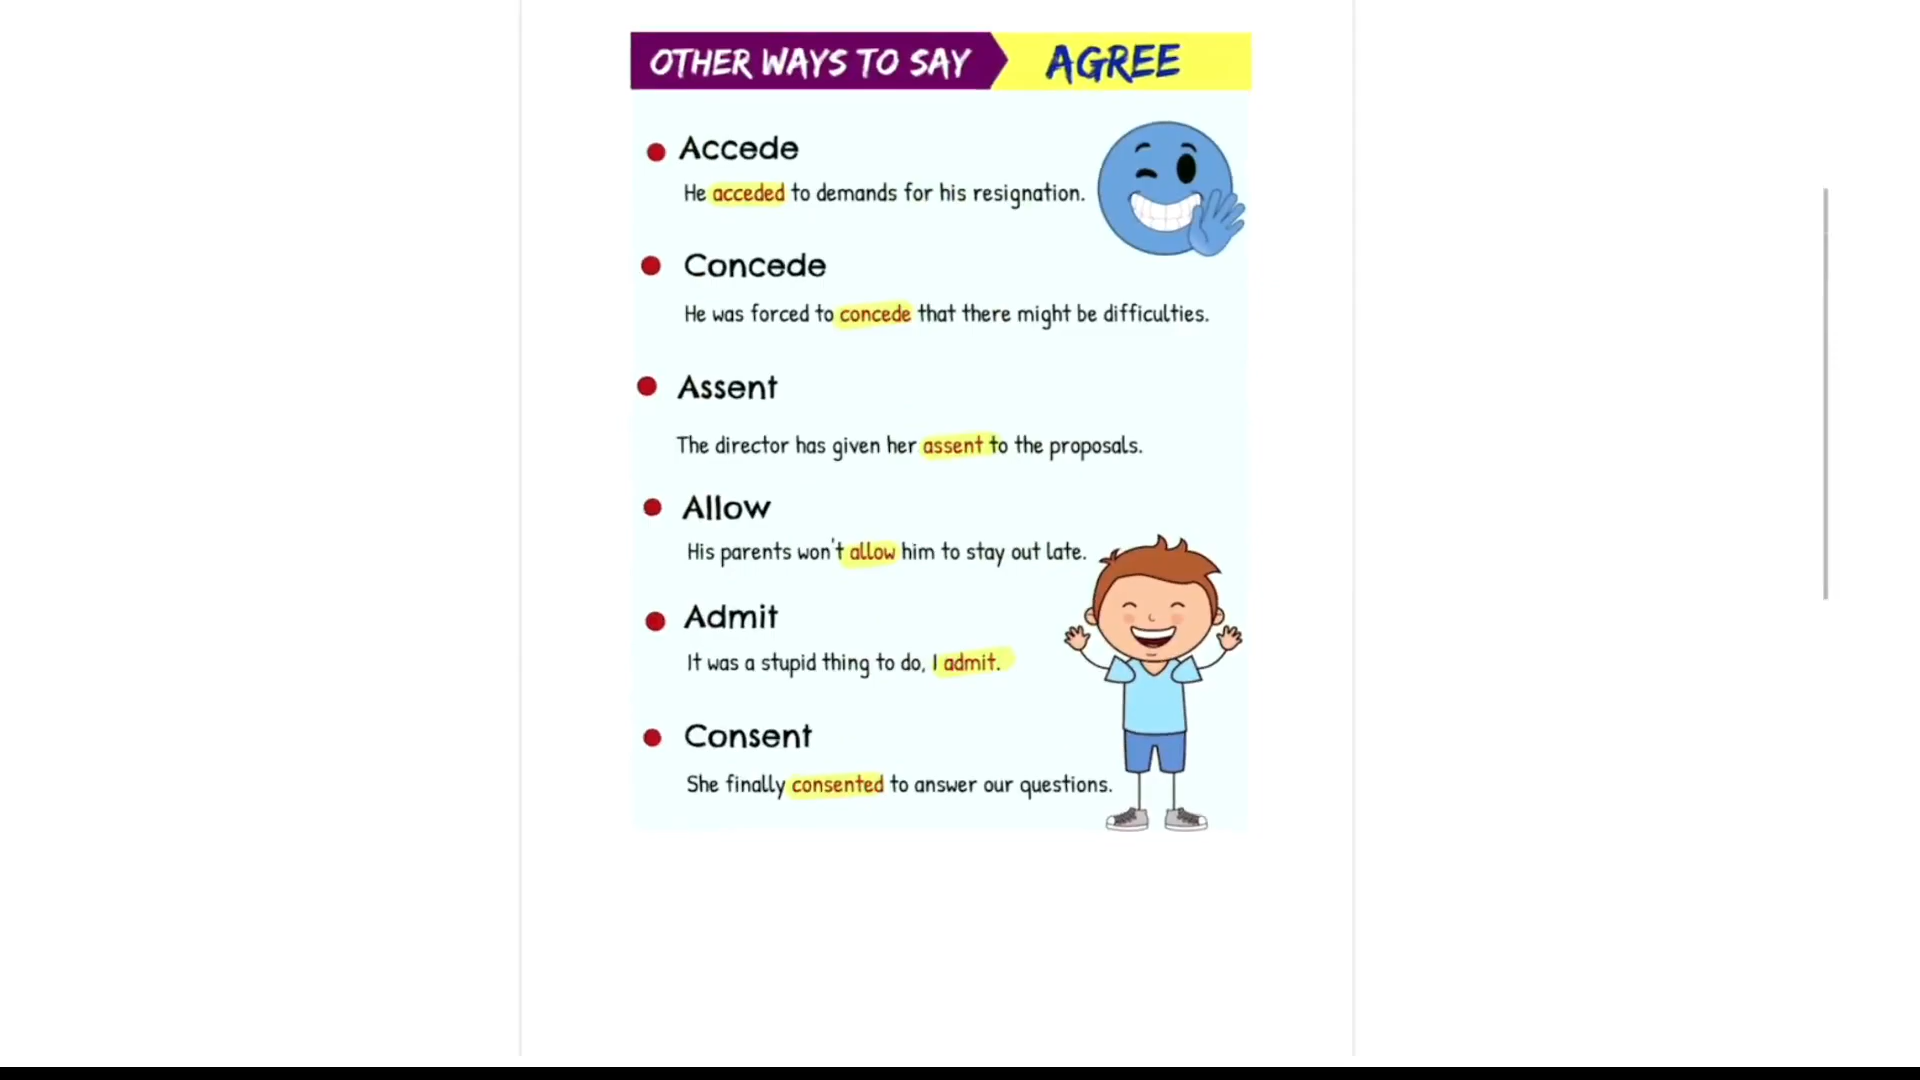 OTHER WAYS TO SAY AGREE
Accede
He acceded to demands for his resignation.
Concede
He was forced to concede that there might be difficulties.
Assent
The director has given her assent to the proposals.
Allow
His parents won't allow him to stay out late.
Admit
It was a stupid thing to do, I admit.
Consent
She finally consented to answer our questions.